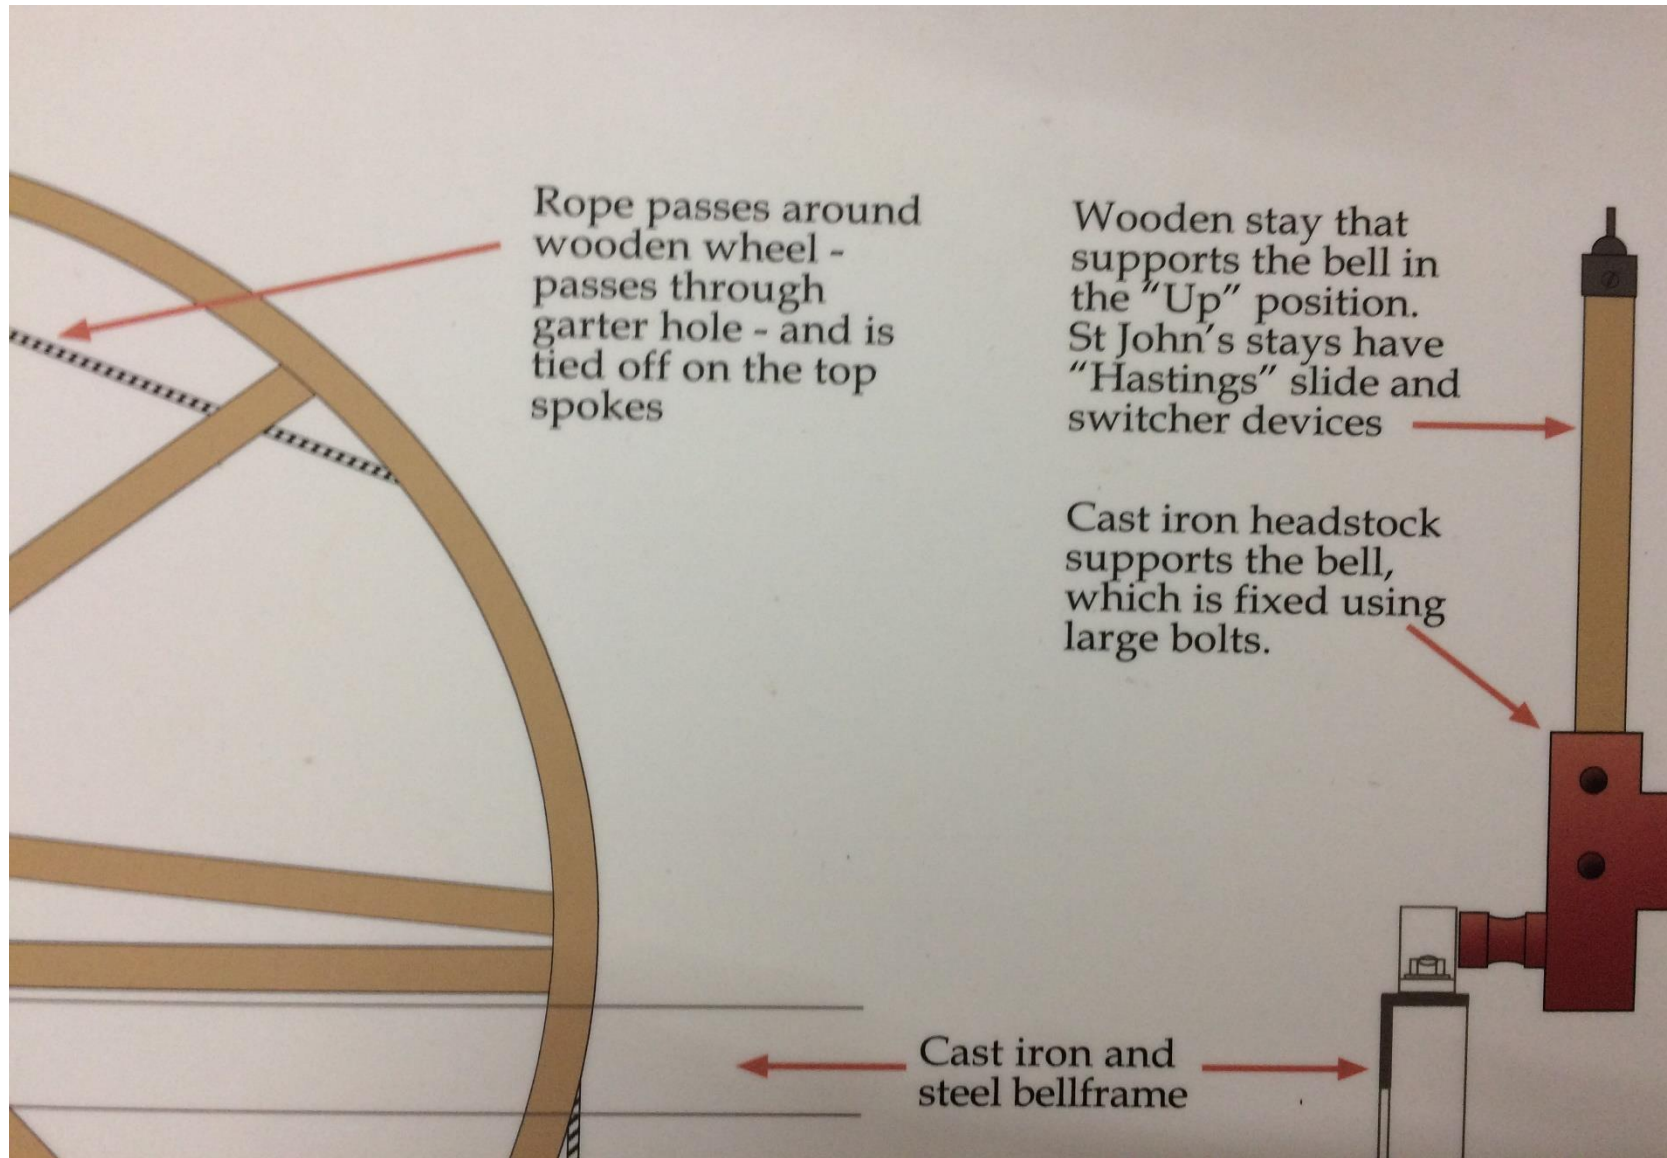 Rope passes around
wooden wheel -
passes through
garter hole - and is
tied off on the top
spokes
Wooden stay that
supports the bell in
the "Up" position.
St John's stays have
"Hastings" slide and
switcher devices
Cast iron headstock
supports the bell,
which is fixed using
large bolts.
Cast iron and
steel bellframe